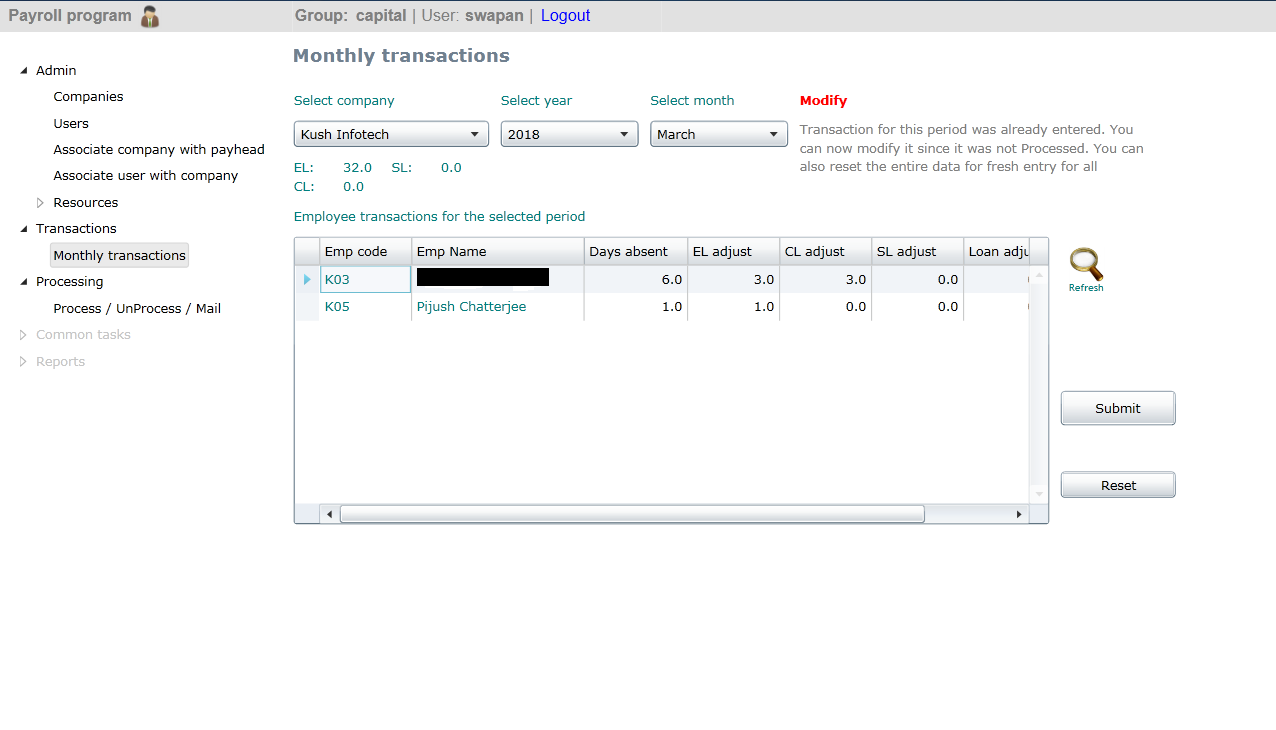 Payroll program Group: capital | User: swapan | Logout
Monthly transactions
Admin
Companies
Users
Associate company with payhead
Associate user with company
Resources
Transactions
Monthly transactions
Processing
Process / UnProcess / Mail
Common tasks
Reports
Select company Select year Select month Modify
Kush Infotech 2018 March
Transaction for this period was already entered. You
can now modify it since it was not Processed. You can
also reset the entire data for fresh entry for all
EL: 32.0 SL: 0.0
CL: 0.0
Employee transactions for the selected period
Emp code Emp Name Days absent EL adjust CL adjust SL adjust Loan adju
K03 6.0 3.0 3.0 0.0
K05 Pijush Chatterjee 1.0 1.0 0.0 0.0
Refresh
Submit
Reset